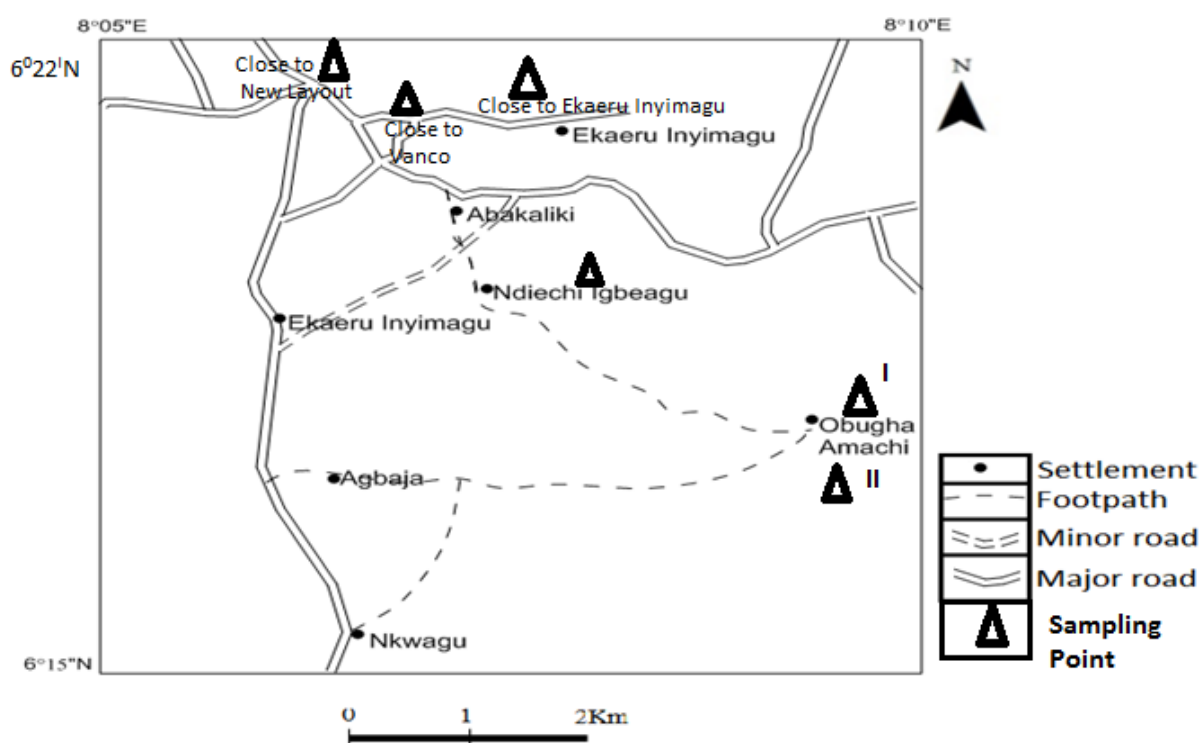 8°05"E
8°10"E
6⁰22ᴵN
N
Close to
New Layout
Close to
Vanco
Close to Ekaeru Inyimagu
Ekaeru Inyimagu
Abakaliki
Ndiechi Igbeagu
Ekaeru Inyimagu
I
Obugha
Amachi
II
Agbaja
Nkwagu
6°15"N
Settlement
Footpath
Minor road
Major road
Sampling
Point
0 1 2Km